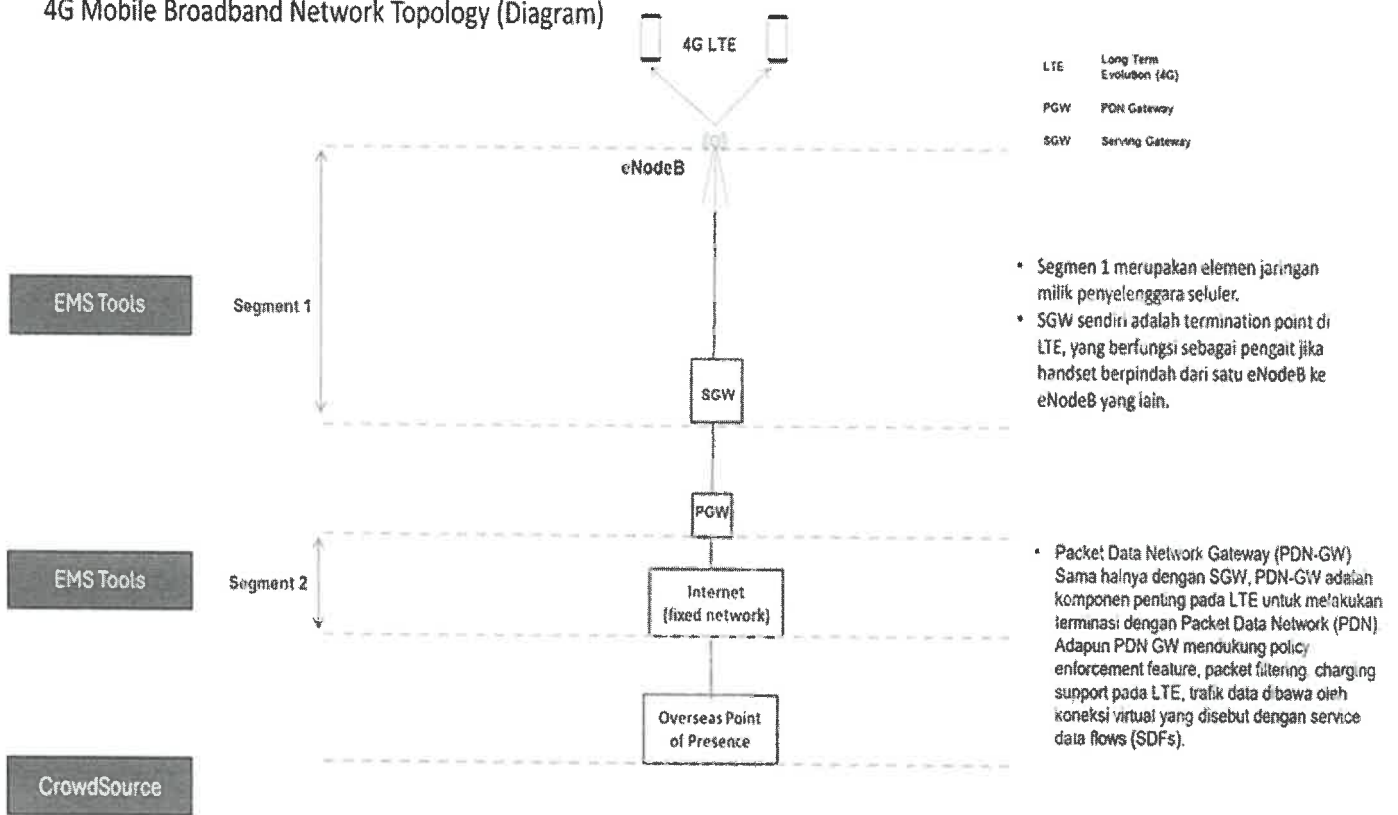 4G Mobile Broadband Network Topology (Diagram)
4G LTE
LTE Long Term
Evolution (4G)
PGW PDN Gateway
SGW Serving Gateway
eNodeB
EMS Tools
Segment 1
SGW
• Segmen 1 merupakan elemen jaringan
milik penyelenggara seluler.
• SGW sendiri adalah termination point di
LTE, yang berfungsi sebagai pengait jika
handset berpindah dari satu eNodeB ke
eNodeB yang lain.
PGW
EMS Tools
Segment 2
Internet
(fixed network)
• Packet Data Network Gateway (PDN-GW)
Sama halnya dengan SGW, PDN-GW adalah
komponen penting pada LTE untuk melakukan
terminasi dengan Packet Data Network (PDN)
Adapun PDN GW mendukung policy
enforcement feature, packet filtering, charging
support pada LTE, trafik data dibawa oleh
koneksi virtual yang disebut dengan service
data flows (SDFs).
Overseas Point
of Presence
CrowdSource